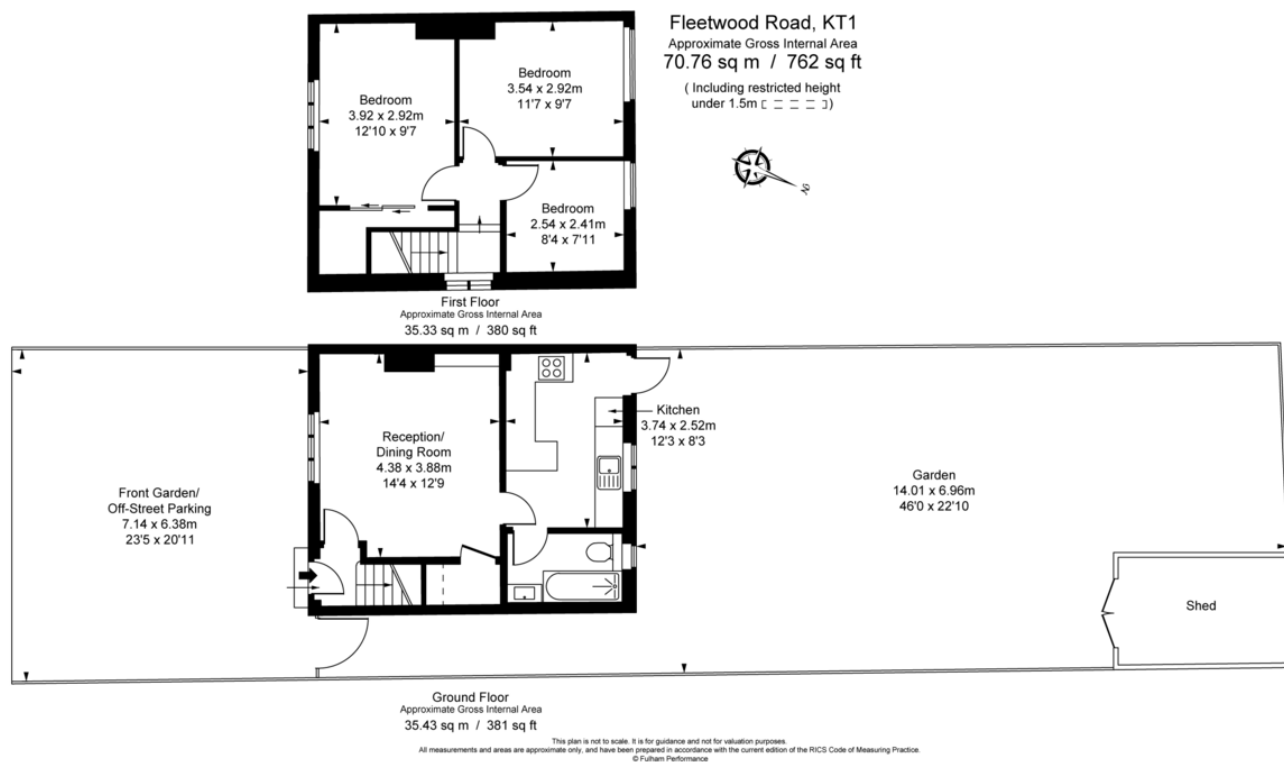 Fleetwood Road, KT1
Approximate Gross Internal Area
70.76 sq m / 762 sq ft
( Including restricted height
under 1.5m )
N
Bedroom
3.92 x 2.92m
12'10 x 9'7
Bedroom
3.54 x 2.92m
11'7 x 9'7
Bedroom
2.54 x 2.41m
8'4 x 7'11
First Floor
Approximate Gross Internal Area
35.33 sq m / 380 sq ft
Front Garden/
Off-Street Parking
7.14 x 6.38m
23'5 x 20'11
Reception/
Dining Room
4.38 x 3.88m
14'4 x 12'9
Kitchen
3.74 x 2.52m
12'3 x 8'3
Garden
14.01 x 6.96m
46'0 x 22'10
Shed
Ground Floor
Approximate Gross Internal Area
35.43 sq m / 381 sq ft
This plan is not to scale. It is for guidance and not for valuation purposes.
All measurements and areas are approximate only, and have been prepared in accordance with the current edition of the RICS Code of Measuring Practice.
© Fulham Performance